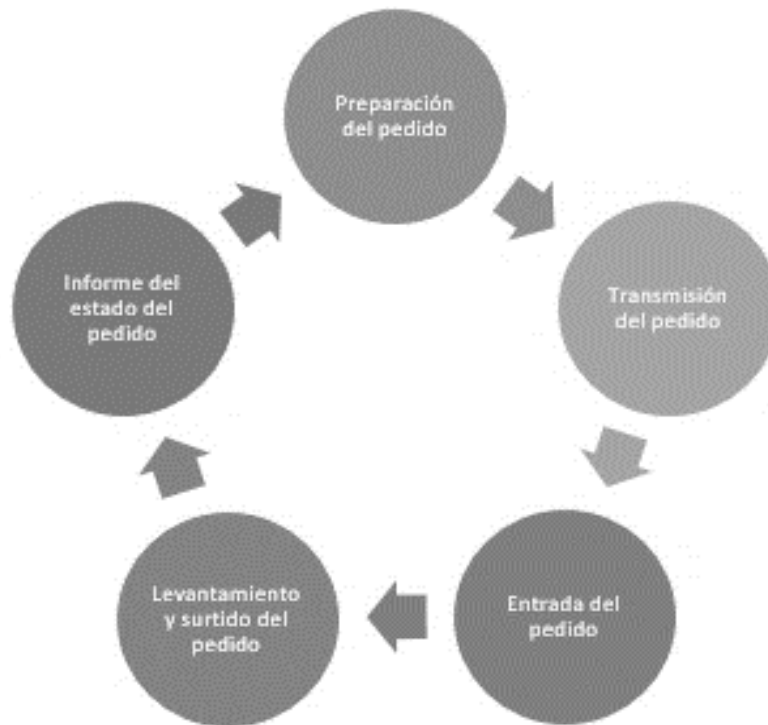 Preparación
del pedido
Transmisión
del pedido
Entrada del
pedido
Levantamiento
y surtido del
pedido
Informe del
estado del
pedido